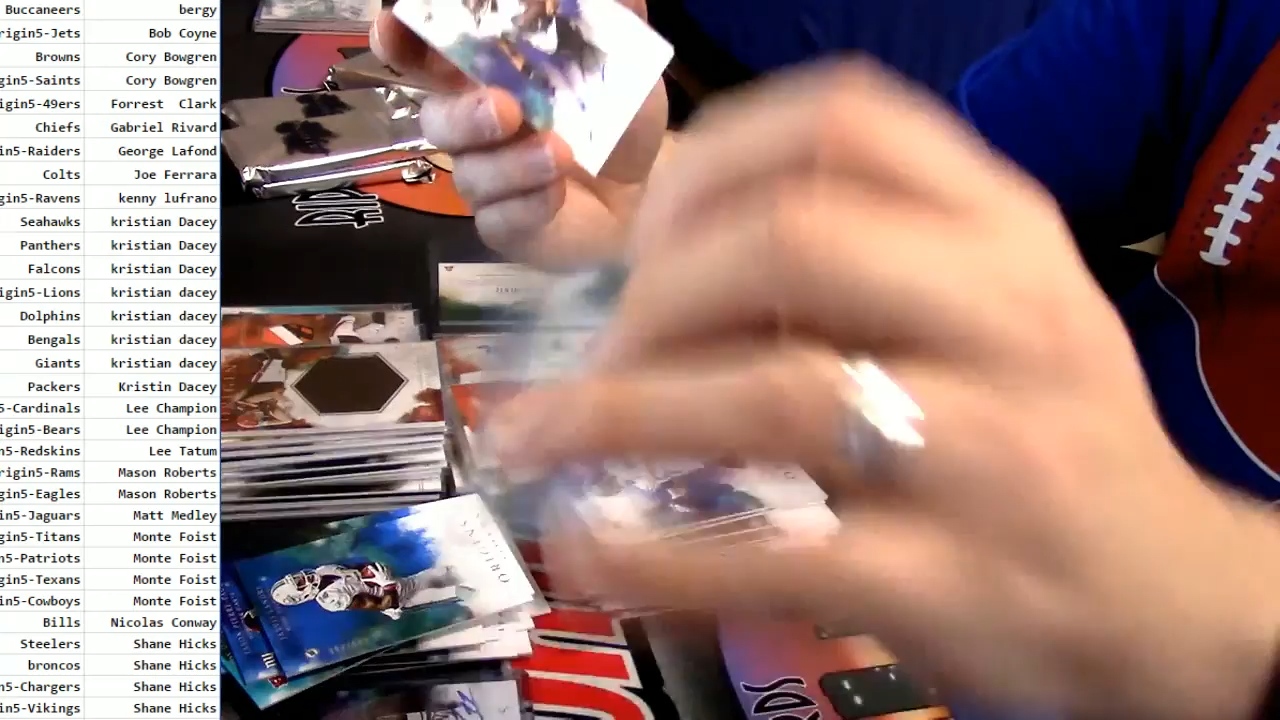 Buccaneers bergy
rigin5-Jets Bob Coyne
Browns Cory Bowgren
gin5-Saints Cory Bowgren
igin5-49ers Forrest Clark
Chiefs Gabriel Rivard
in5-Raiders George Lafond
Colts Joe Ferrara
gin5-Ravens kenny lufrano
Seahawks kristian Dacey
Panthers kristian Dacey
Falcons kristian Dacey
igin5-Lions kristian dacey
Dolphins kristian dacey
Bengals kristian dacey
Giants kristian dacey
Packers Kristin Dacey
5-Cardinals Lee Champion
igin5-Bears Lee Champion
n5-Redskins Lee Tatum
rigin5-Rams Mason Roberts
gin5-Eagles Mason Roberts
in5-Jaguars Matt Medley
in5-Titans Monte Foist
n5-Patriots Monte Foist
in5-Texans Monte Foist
in5-Cowboys Monte Foist
Bills Nicolas Conway
Steelers Shane Hicks
broncos Shane Hicks
n5-Chargers Shane Hicks
in5-Vikings Shane Hicks
RIP
ORIGINS